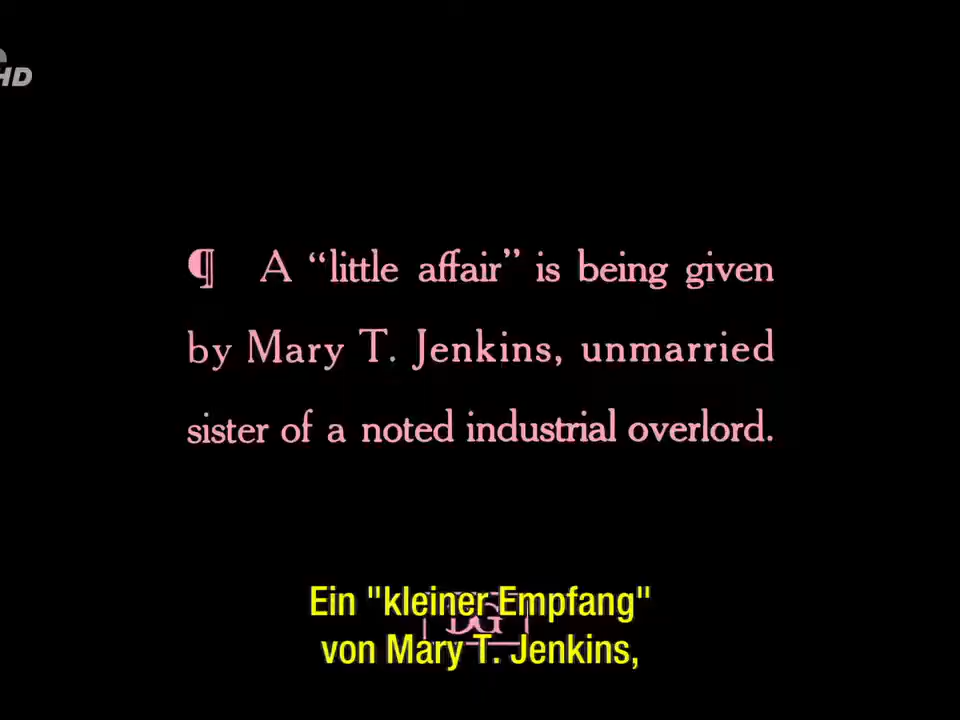 HD
¶ A “little affair” is being given
by Mary T. Jenkins, unmarried
sister of a noted industrial overlord.
DG
Ein "kleiner Empfang"
von Mary T. Jenkins,